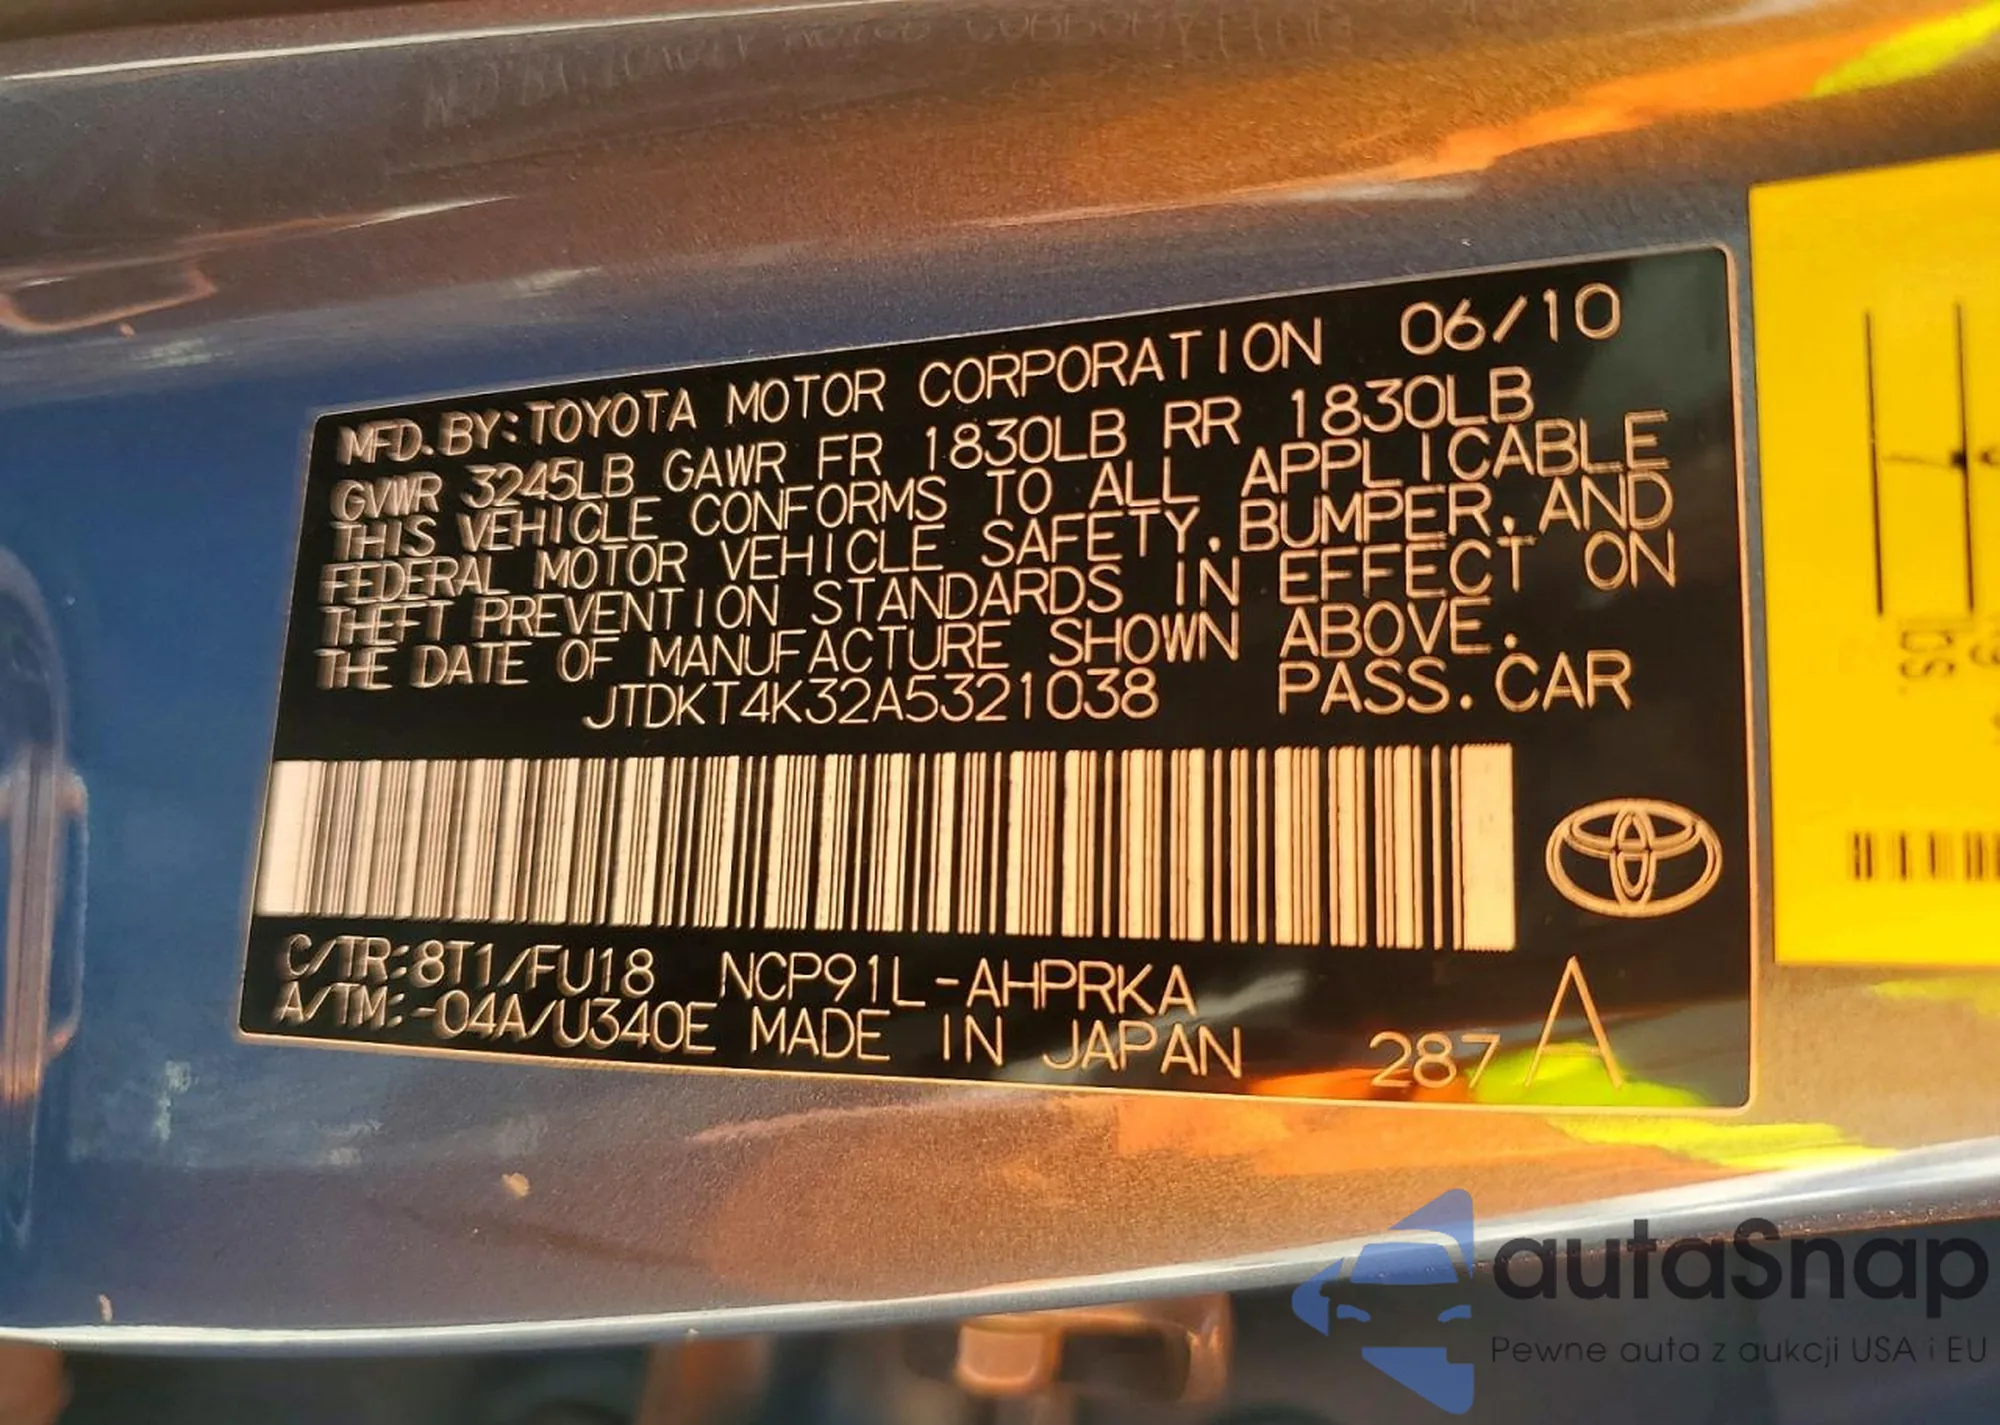 MFD. BY: TOYOTA MOTOR CORPORATION 06/10
GVWR 3245LB GAWR FR 1830LB RR 1830LB
THIS VEHICLE CONFORMS TO ALL APPLICABLE
FEDERAL MOTOR VEHICLE SAFETY, BUMPER, AND
THEFT PREVENTION STANDARDS IN EFFECT ON
THE DATE OF MANUFACTURE SHOWN ABOVE.
JTDKT4K32A5321038 PASS. CAR
C/TR: 8T1/FU18 NCP91L-AHPRKA
A/TM: -04A/U340E MADE IN JAPAN 287 A
autaSnap
Pewne auta z aukcji USA i EU